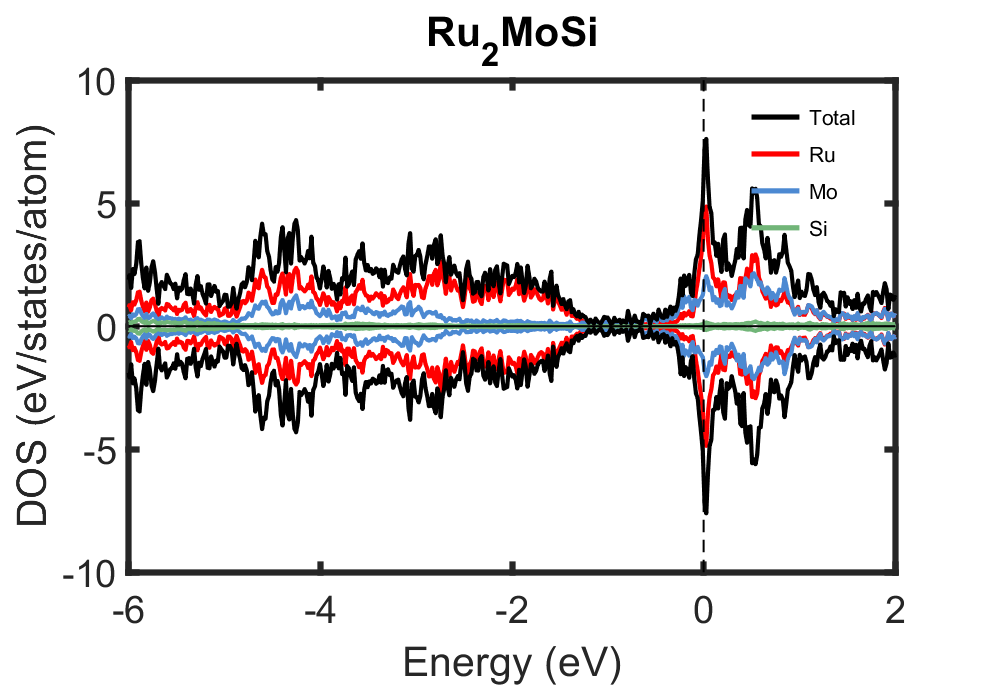 Ru2MoSi
10
5
0
-5
-10
DOS (eV/states/atom)
-6 -4 -2 0 2
Energy (eV)
Total
Ru
Mo
Si